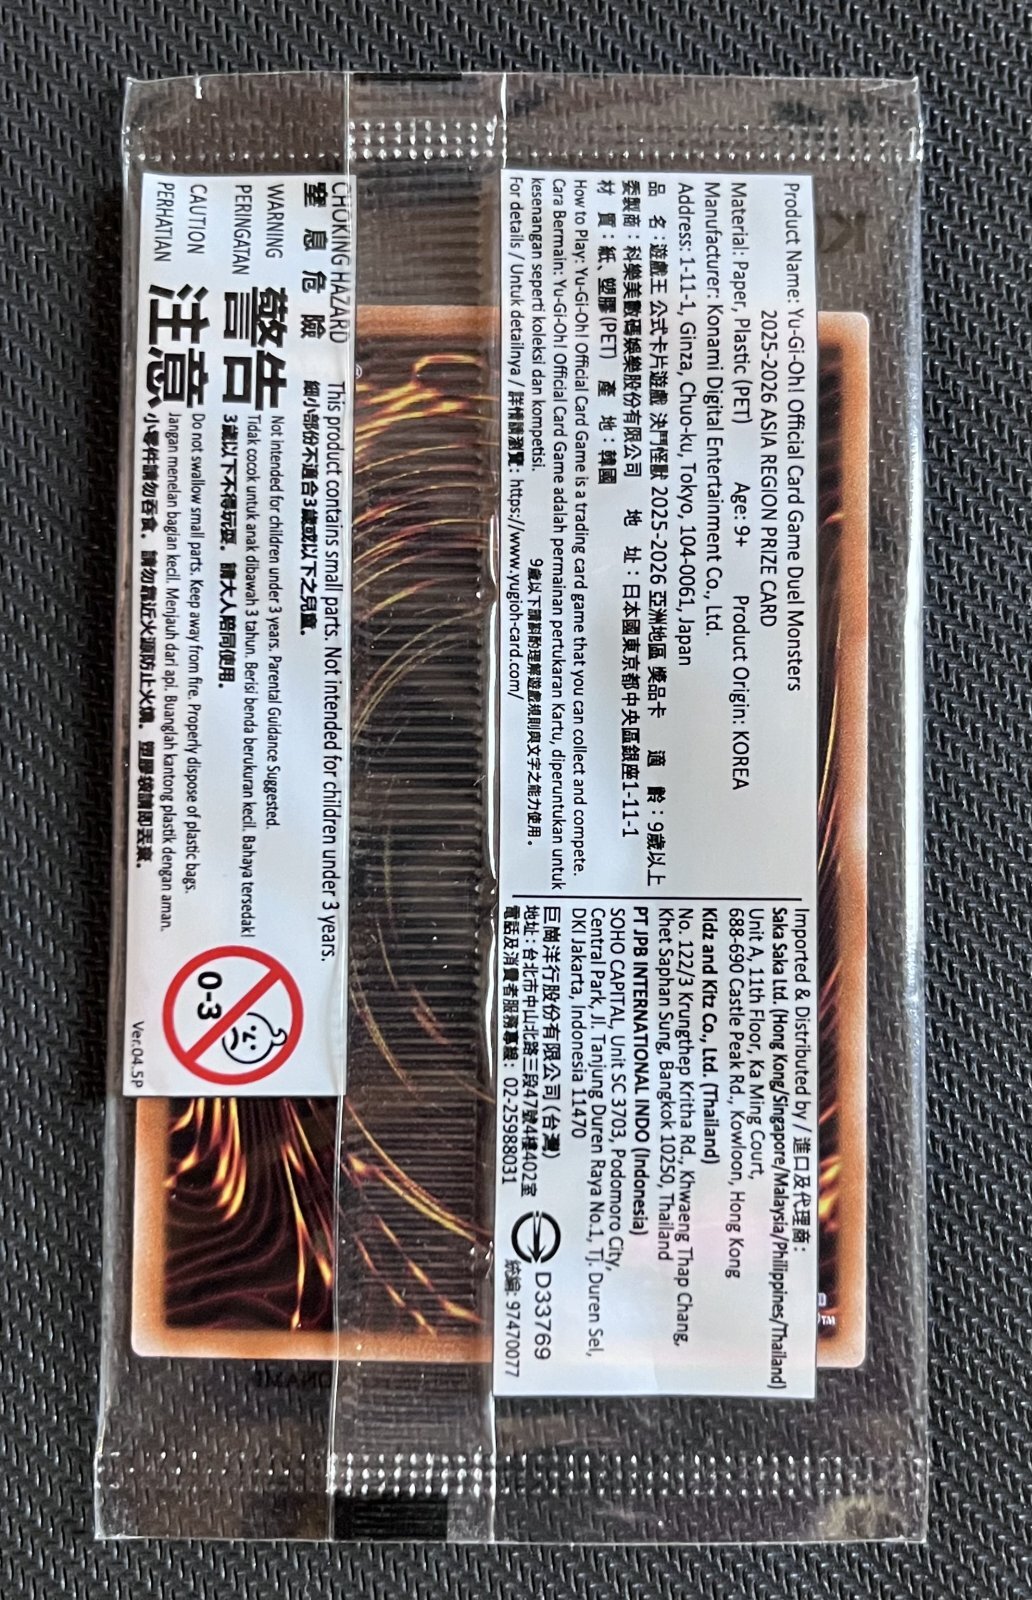 Product Name: Yu-Gi-Oh! Official Card Game Duel Monsters
2025-2026 ASIA REGION PRIZE CARD
Material: Paper, Plastic (PET) Age: 9+ Product Origin: KOREA
Manufacturer: Konami Digital Entertainment Co., Ltd.
Address: 1-11-1, Ginza, Chuo-ku, Tokyo, 104-0061, Japan
品 名：遊戲王 公式卡片遊戲 決鬥怪獸 2025-2026 亞洲地區 獎品卡 適 齡：9歲以上
委製商：科樂美數碼娛樂股份有限公司 地 址：日本國東京都中央區銀座1-11-1
材 質：紙、塑膠(PET) 產 地：韓國
How to Play: Yu-Gi-Oh! Official Card Game is a trading card game that you can collect and compete.
Cara Bermain: Yu-Gi-Oh! Official Card Game adalah permainan pertukaran Kartu, diperuntukan untuk
kesenangan seperti koleksi dan kompetisi. 9歲以下請斟酌理解遊戲規則與文字之能力使用。
For details / Untuk detailnya / 詳情請瀏覽：https://www.yugioh-card.com/
Imported & Distributed by / 進口及代理商：
Saka Saka Ltd. (Hong Kong/Singapore/Malaysia/Philippines/Thailand)
Unit A, 11th Floor, Ka Ming Court,
688-690 Castle Peak Rd., Kowloon, Hong Kong
Kidz and Kitz Co., Ltd. (Thailand)
No. 122/3 Krungthep Kritha Rd., Khwaeng Thap Chang,
Khet Saphan Sung, Bangkok 10250, Thailand
PT JPB INTERNATIONAL INDO (Indonesia)
SOHO CAPITAL, Unit SC 3703, Podomoro City,
Central Park, Jl. Tanjung Duren Raya No.1, Tj. Duren Sel,
DKI Jakarta, Indonesia 11470
巨崗洋行股份有限公司(台灣)
地址：台北市中山北路三段47號4樓402室
電話及消費者服務專線：02-25988031
D33769
統編：97470077
TM
CHOKING HAZARD This product contains small parts. Not intended for children under 3 years.
窒息危險 細小部份不適合3歲或以下之兒童。
WARNING
PERINGATAN
警告
Not Intended for children under 3 years. Parental Guidance Suggested.
Tidak cocok untuk anak dibawah 3 tahun. Berisi benda berukuran kecil. Bahaya tersedak!
3歲以下不得玩耍。請大人陪同使用。
CAUTION
PERHATIAN
注意
Do not swallow small parts. Keep away from fire. Properly dispose of plastic bags.
Jangan menelan bagian kecil. Menjauh dari api. Buanglah kantong plastik dengan aman.
小零件請勿吞食。請勿靠近火源防止火燒。塑膠袋請即丟棄。
0-3
Ver.04.5P